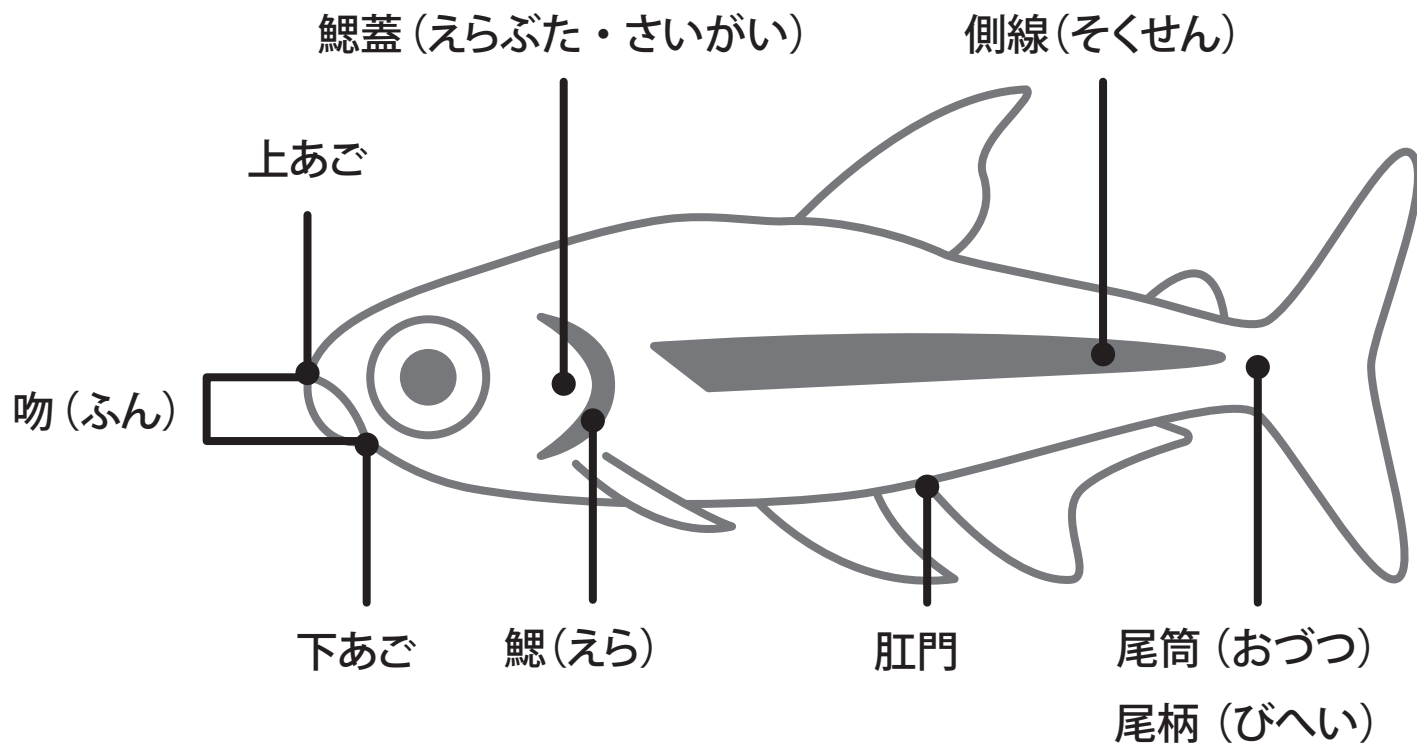 鰓蓋(えらぶた・さいがい)
側線(そくせん)
上あご
吻(ふん)
下あご
鰓(えら)
肛門
尾筒(おづつ)
尾柄(びへい)